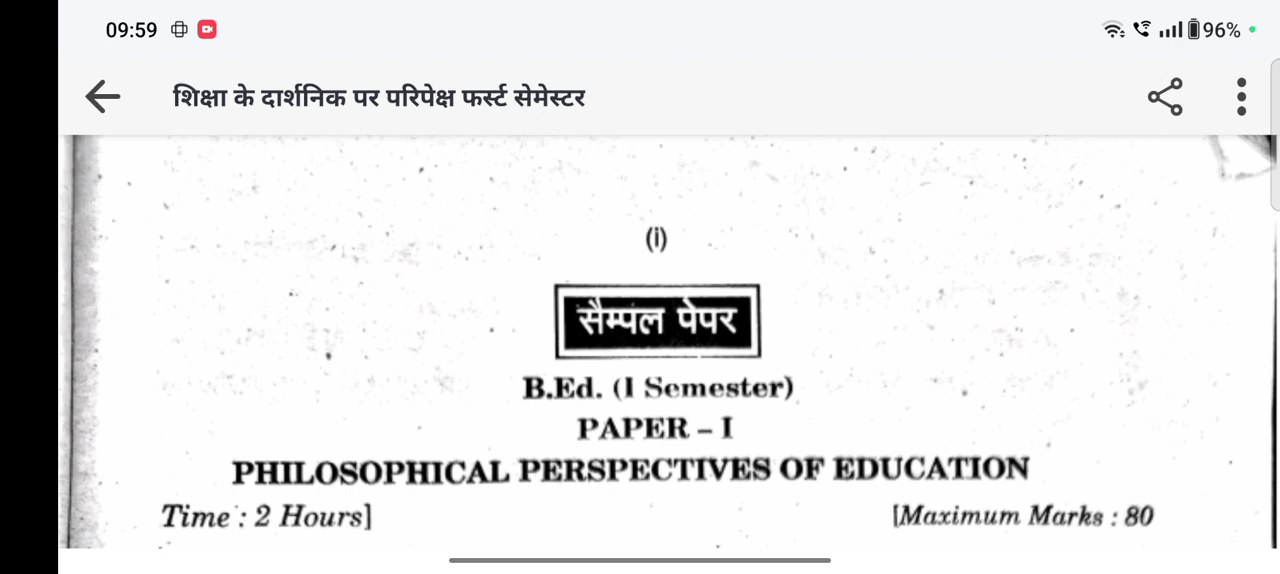 09:59 96%
शिक्षा के दार्शनिक पर परिपेक्ष फर्स्ट सेमेस्टर
(i)
सैम्पल पेपर
B.Ed. (I Semester)
PAPER – I
PHILOSOPHICAL PERSPECTIVES OF EDUCATION
Time : 2 Hours] [Maximum Marks : 80